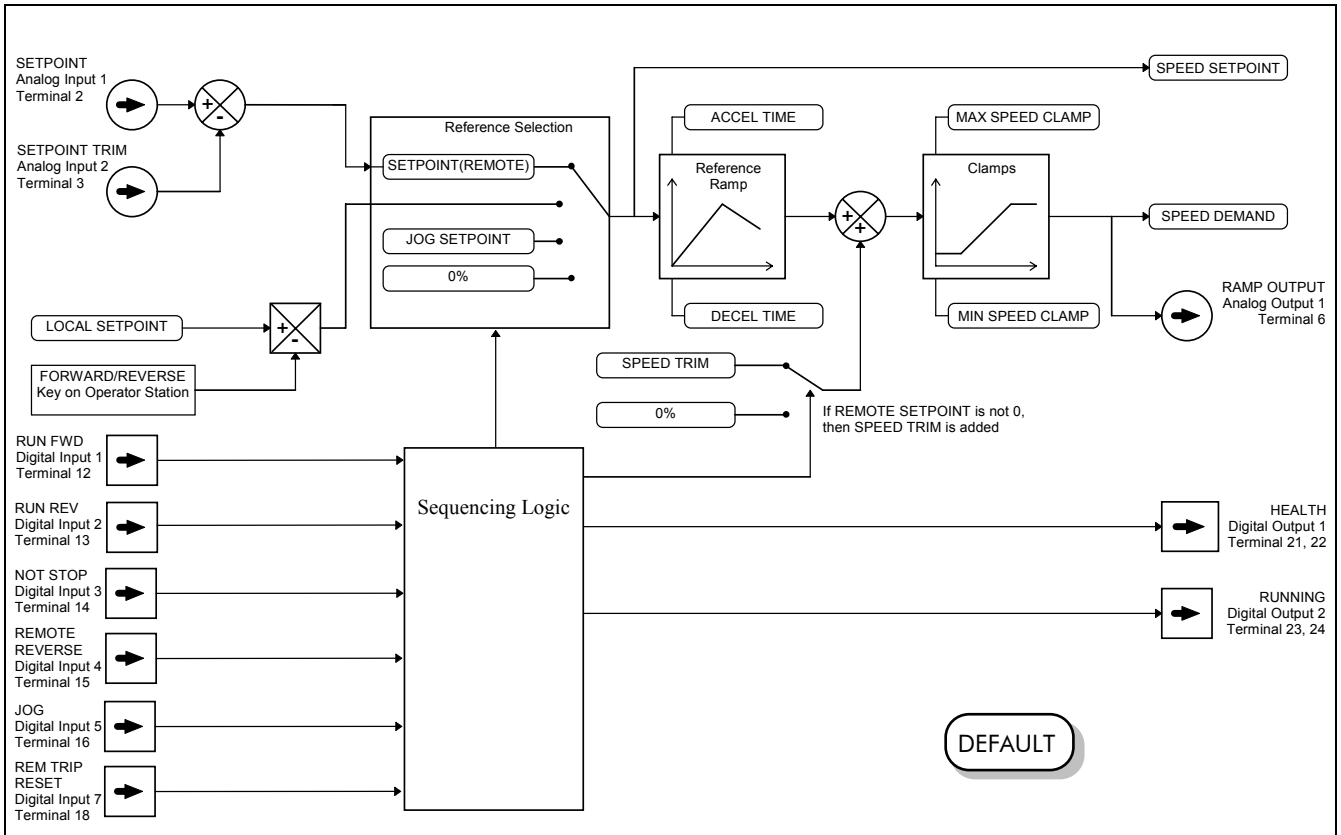 SETPOINT
Analog Input 1
Terminal 2
+
-
SETPOINT TRIM
Analog Input 2
Terminal 3
Reference Selection
SETPOINT(REMOTE)
JOG SETPOINT
0%
SPEED SETPOINT
ACCEL TIME
Reference
Ramp
DECEL TIME
+
+
MAX SPEED CLAMP
Clamps
MIN SPEED CLAMP
SPEED DEMAND
RAMP OUTPUT
Analog Output 1
Terminal 6
LOCAL SETPOINT
+
-
FORWARD/REVERSE
Key on Operator Station
SPEED TRIM
0%
If REMOTE SETPOINT is not 0,
then SPEED TRIM is added
RUN FWD
Digital Input 1
Terminal 12
RUN REV
Digital Input 2
Terminal 13
NOT STOP
Digital Input 3
Terminal 14
REMOTE
REVERSE
Digital Input 4
Terminal 15
JOG
Digital Input 5
Terminal 16
REM TRIP
RESET
Digital Input 7
Terminal 18
Sequencing Logic
HEALTH
Digital Output 1
Terminal 21, 22
RUNNING
Digital Output 2
Terminal 23, 24
DEFAULT